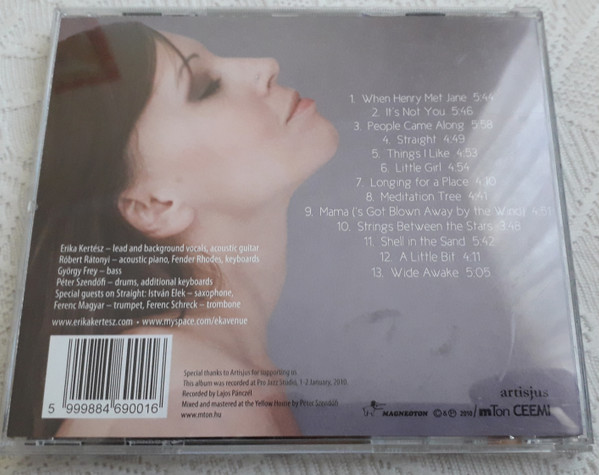 1. When Henry Met Jane 5:44
2. It's Not You 5:46
3. People Came Along 5:58
4. Straight 4:49
5. Things I Like 4:53
6. Little Girl 4:54
7. Longing for a Place 4:10
8. Meditation Tree 4:41
9. Mama ('s Got Blown Away by the Wind) 4:51
10. Strings Between the Stars 3:48
11. Shell in the Sand 5:42
12. A Little Bit 4:11
13. Wide Awake 5:05
Erika Kertész – lead and background vocals, acoustic guitar
Róbert Rátonyi – acoustic piano, Fender Rhodes, keyboards
György Frey – bass
Péter Szendőfi – drums, additional keyboards
Special guests on Straight: István Elek – saxophone,
Ferenc Magyar – trumpet, Ferenc Schreck – trombone
www.erikakertesz.com • www.myspace.com/ekavenue
5 999884 690016
Special thanks to Artisjus for supporting us
This album was recorded at Pro Jazz Studio, 1-2 January, 2010.
Recorded by Lajos Pánczél
Mixed and mastered at the Yellow House by Péter Szendőfi
www.mton.hu
artisjus
MAGNEOTON © & ℗ 2010 / mTon CEEMI